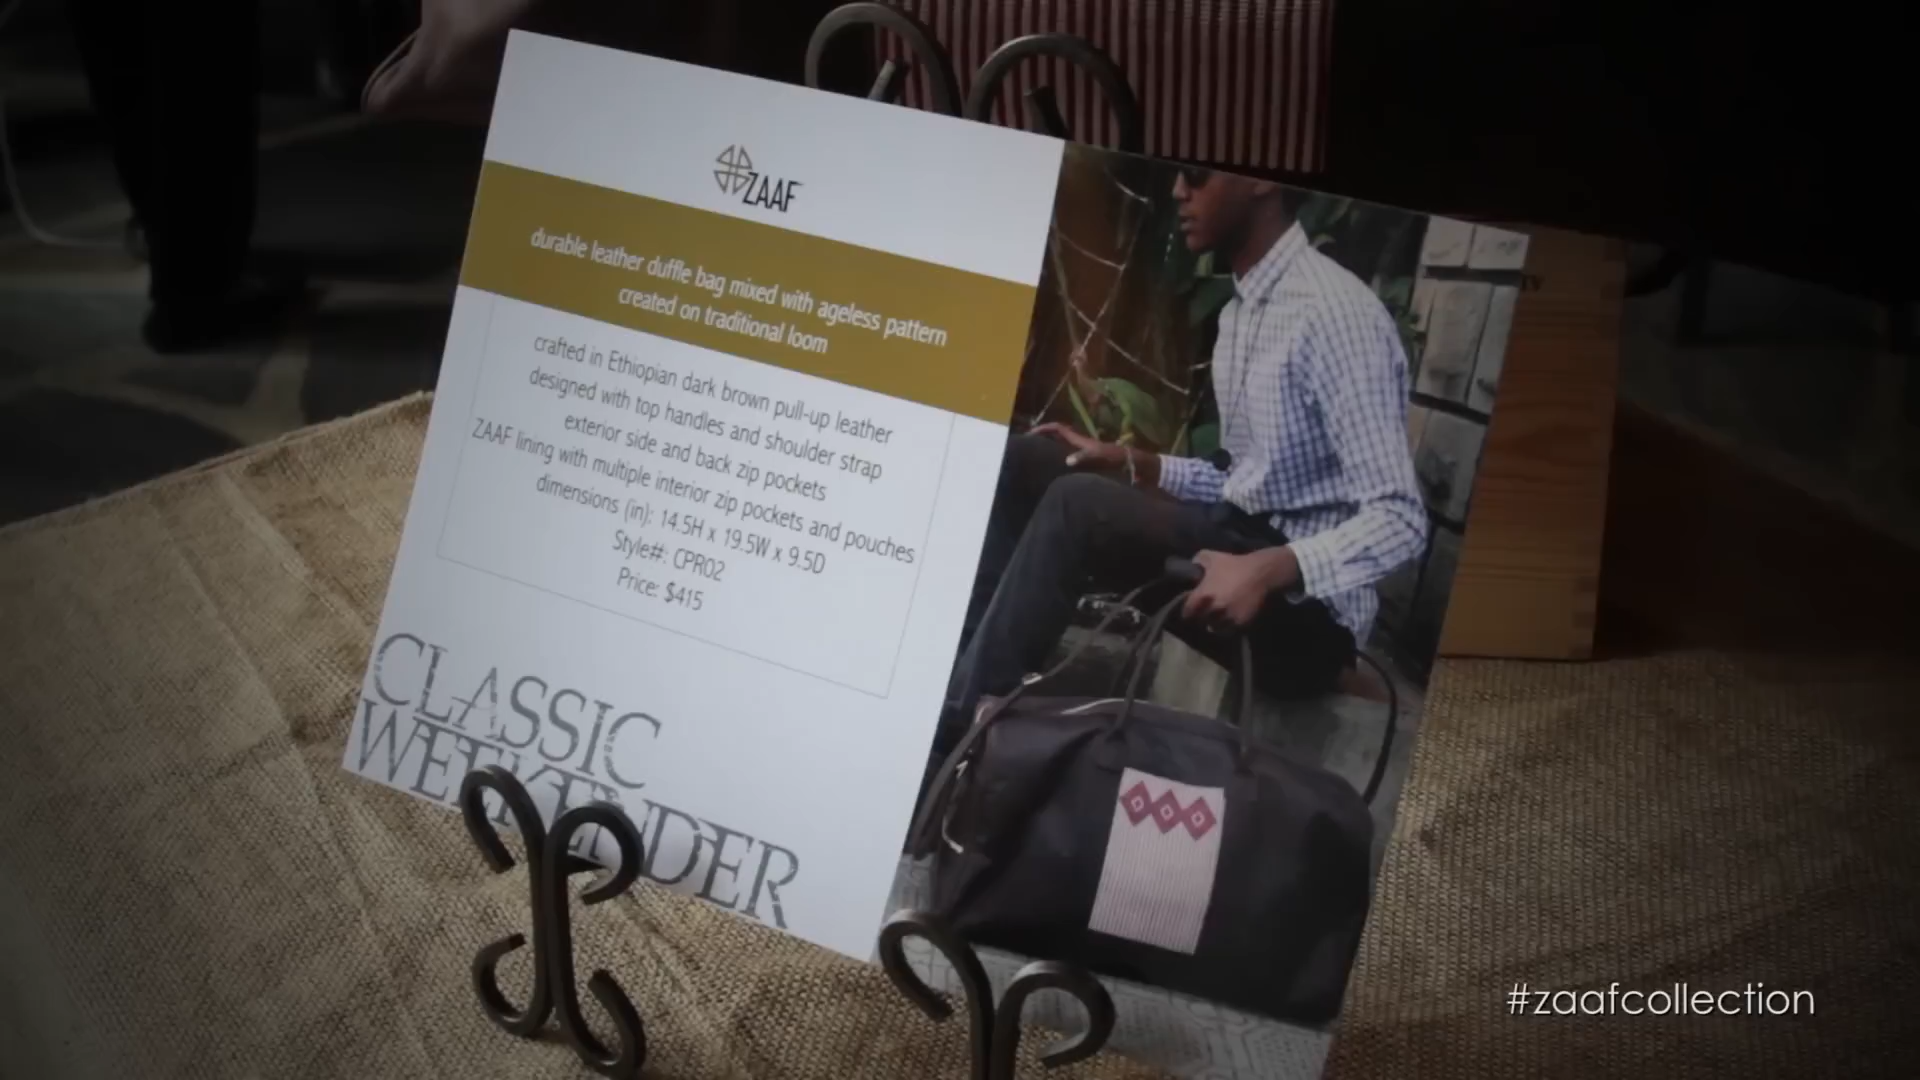 ZAAF
durable leather duffle bag mixed with ageless pattern
created on traditional loom
crafted in Ethiopian dark brown pull-up leather
designed with top handles and shoulder strap
exterior side and back zip pockets
ZAAF lining with multiple interior zip pockets and pouches
dimensions (in): 14.5H x 19.5W x 9.5D
Style#: CPR02
Price: $415
CLASSIC
WEEKENDER
#zaafcollection